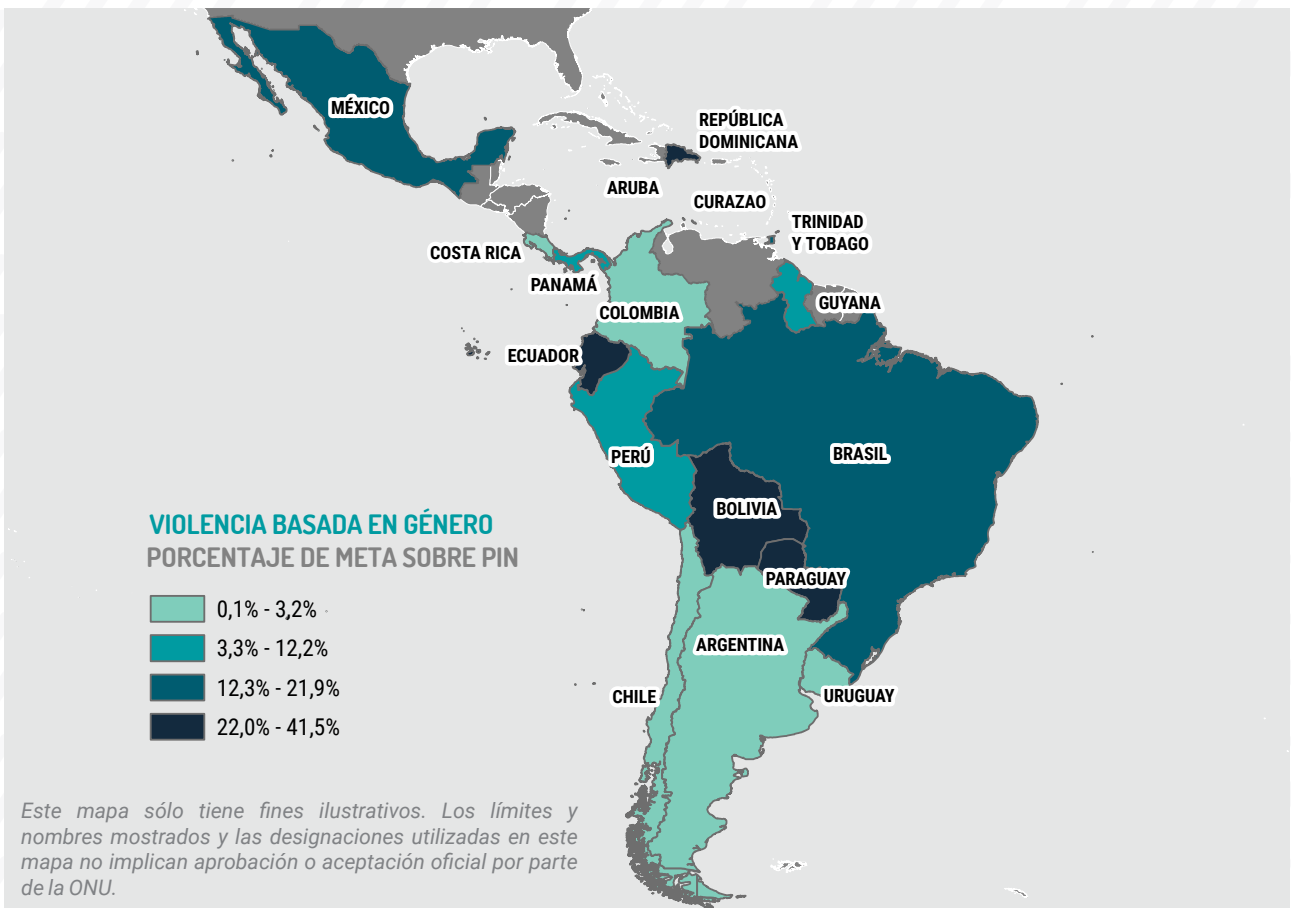 MÉXICO
REPÚBLICA
DOMINICANA
ARUBA
CURAZAO
TRINIDAD
Y TOBAGO
COSTA RICA
PANAMÁ
GUYANA
COLOMBIA
ECUADOR
PERÚ
BRASIL
BOLIVIA
PARAGUAY
ARGENTINA
CHILE
URUGUAY
VIOLENCIA BASADA EN GÉNERO
PORCENTAJE DE META SOBRE PIN
0,1% - 3,2%
3,3% - 12,2%
12,3% - 21,9%
22,0% - 41,5%
Este mapa sólo tiene fines ilustrativos. Los límites y
nombres mostrados y las designaciones utilizadas en este
mapa no implican aprobación o aceptación oficial por parte
de la ONU.